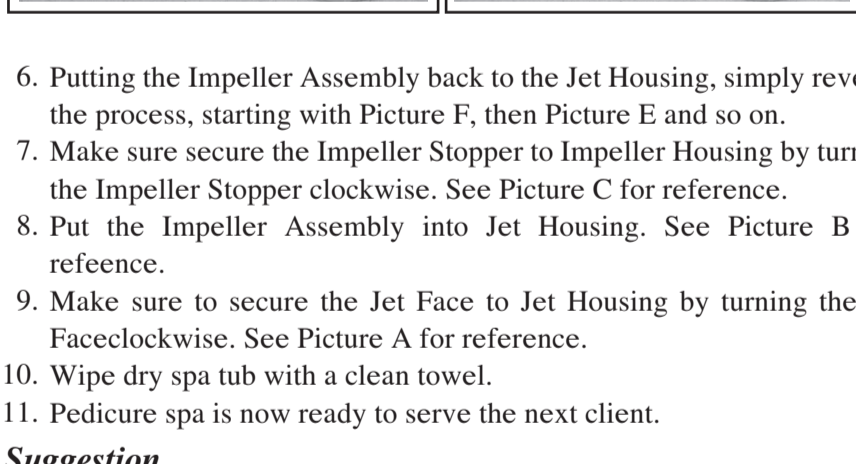 6. Putting the Impeller Assembly back to the Jet Housing, simply
the process, starting with Picture F, then Picture E and so on.
7. Make sure secure the Impeller Stopper to Impeller Housing by
the Impeller Stopper clockwise. See Picture C for reference.
8. Put the Impeller Assembly into Jet Housing. See Picture B
refeence.
9. Make sure to secure the Jet Face to Jet Housing by turning the
Faceclockwise. See Picture A for reference.
10. Wipe dry spa tub with a clean towel.
11. Pedicure spa is now ready to serve the next client.
Suggestion